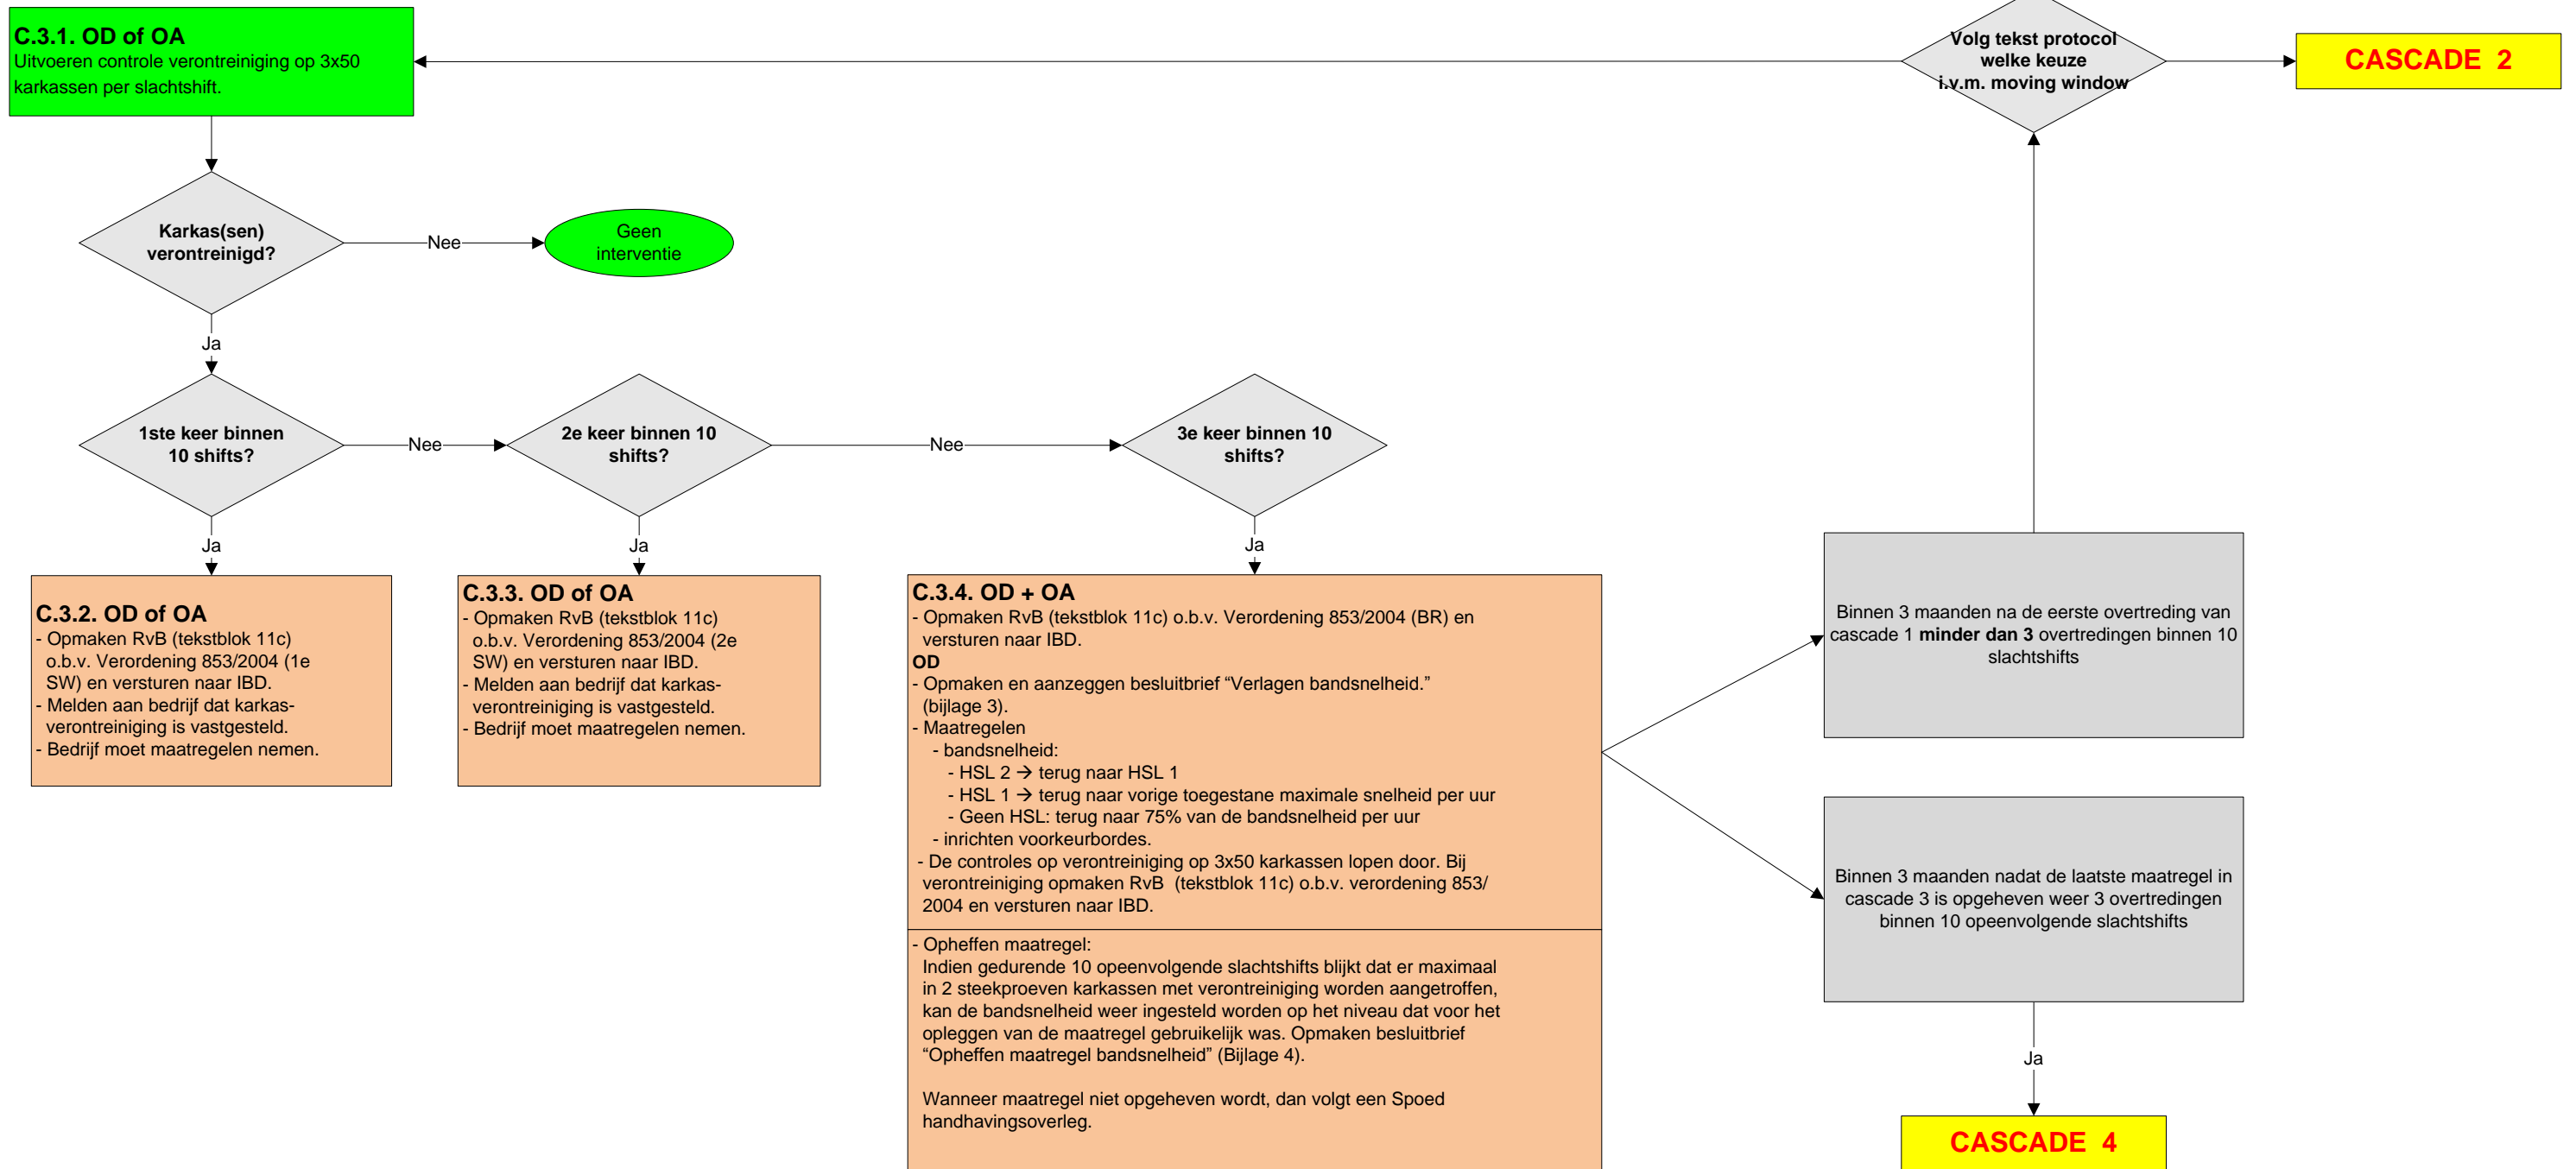 C.3.1. OD of OA
Uitvoeren controle verontreiniging op 3x50
karkassen per slachtshift.
Volg tekst protocol
welke keuze
i.v.m. moving window
CASCADE 2
Karkas(sen)
verontreinigd?
Nee
Geen
interventie
Ja
1ste keer binnen
10 shifts?
Nee
2e keer binnen 10
shifts?
Nee
3e keer binnen 10
shifts?
Ja
Ja
Ja
C.3.2. OD of OA
- Opmaken RvB (tekstblok 11c)
o.b.v. Verordening 853/2004 (1e
SW) en versturen naar IBD.
- Melden aan bedrijf dat karkas-
verontreiniging is vastgesteld.
- Bedrijf moet maatregelen nemen.
C.3.3. OD of OA
- Opmaken RvB (tekstblok 11c)
o.b.v. Verordening 853/2004 (2e
SW) en versturen naar IBD.
- Melden aan bedrijf dat karkas-
verontreiniging is vastgesteld.
- Bedrijf moet maatregelen nemen.
C.3.4. OD + OA
- Opmaken RvB (tekstblok 11c) o.b.v. Verordening 853/2004 (BR) en
versturen naar IBD.
OD
- Opmaken en aanzeggen besluitbrief “Verlagen bandsnelheid.”
(bijlage 3).
- Maatregelen
- bandsnelheid:
- HSL 2 → terug naar HSL 1
- HSL 1 → terug naar vorige toegestane maximale snelheid per uur
- Geen HSL: terug naar 75% van de bandsnelheid per uur
- inrichten voorkeurbordes.
- De controles op verontreiniging op 3x50 karkassen lopen door. Bij
verontreiniging opmaken RvB (tekstblok 11c) o.b.v. verordening 853/
2004 en versturen naar IBD.
- Opheffen maatregel:
Indien gedurende 10 opeenvolgende slachtshifts blijkt dat er maximaal
in 2 steekproeven karkassen met verontreiniging worden aangetroffen,
kan de bandsnelheid weer ingesteld worden op het niveau dat voor het
opleggen van de maatregel gebruikelijk was. Opmaken besluitbrief
“Opheffen maatregel bandsnelheid” (Bijlage 4).
Wanneer maatregel niet opgeheven wordt, dan volgt een Spoed
handhavingsoverleg.
Binnen 3 maanden na de eerste overtreding van
cascade 1 minder dan 3 overtredingen binnen 10
slachtshifts
Binnen 3 maanden nadat de laatste maatregel in
cascade 3 is opgeheven weer 3 overtredingen
binnen 10 opeenvolgende slachtshifts
Ja
CASCADE 4